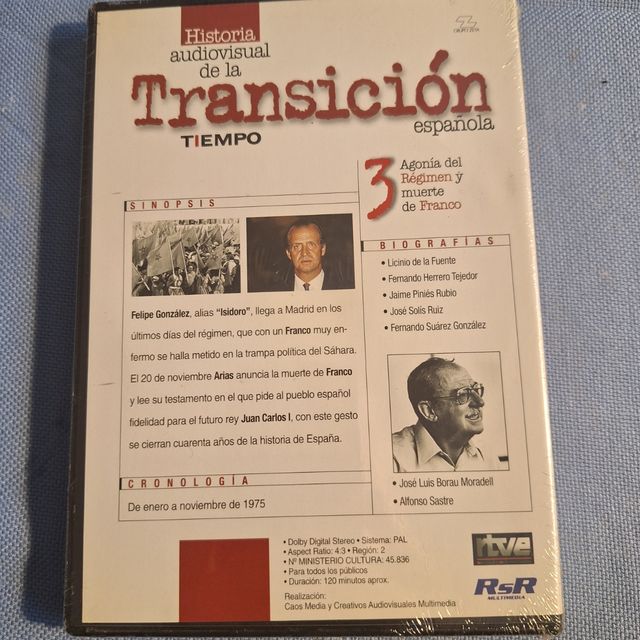 Historia
audiovisual
de la
Transición
española
TIEMPO
GRUPO ZETA
3
Agonía del
Régimen y
muerte
de Franco
SINOPSIS
Felipe González, alias "Isidoro", llega a Madrid en los
últimos días del régimen, que con un Franco muy en-
fermo se halla metido en la trampa política del Sáhara.
El 20 de noviembre Arias anuncia la muerte de Franco
y lee su testamento en el que pide al pueblo español
fidelidad para el futuro rey Juan Carlos I, con este gesto
se cierran cuarenta años de la historia de España.
CRONOLOGÍA
De enero a noviembre de 1975
BIOGRAFÍAS
• Licinio de la Fuente
• Fernando Herrero Tejedor
• Jaime Piniés Rubio
• José Solís Ruiz
• Fernando Suárez González
• José Luis Borau Moradell
• Alfonso Sastre
• Dolby Digital Stereo • Sistema: PAL
• Aspect Ratio: 4:3 • Región: 2
• Nº MINISTERIO CULTURA: 45.836
• Para todos los públicos
• Duración: 120 minutos aprox.
Realización:
Caos Media y Creativos Audiovisuales Multimedia
rtve
RSR
MULTIMEDIA